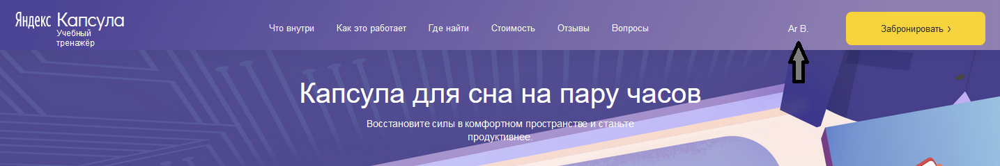 Яндекс Капсула
Учебный
тренажёр
Что внутри Как это работает Где найти Стоимость Отзывы Вопросы
Ar B.
Забронировать ›
Капсула для сна на пару часов
Восстановите силы в комфортном пространстве и станьте
продуктивнее.